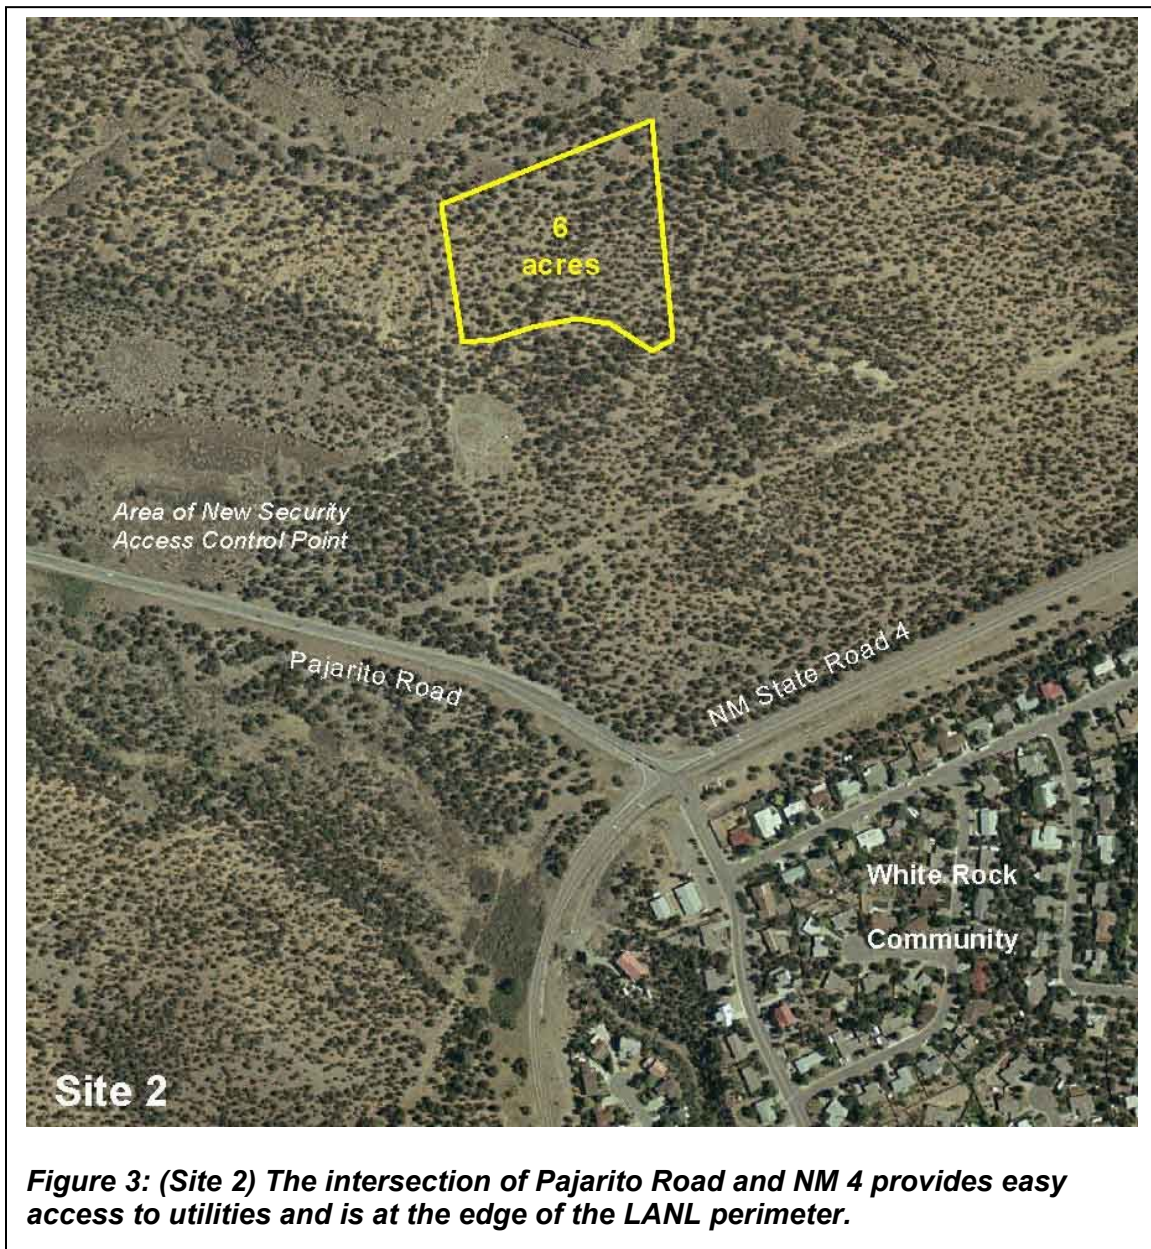 6
acres
Area of New Security
Access Control Point
Pajarito Road
NM State Road 4
White Rock
Community
Site 2
Figure 3: (Site 2) The intersection of Pajarito Road and NM 4 provides easy
access to utilities and is at the edge of the LANL perimeter.